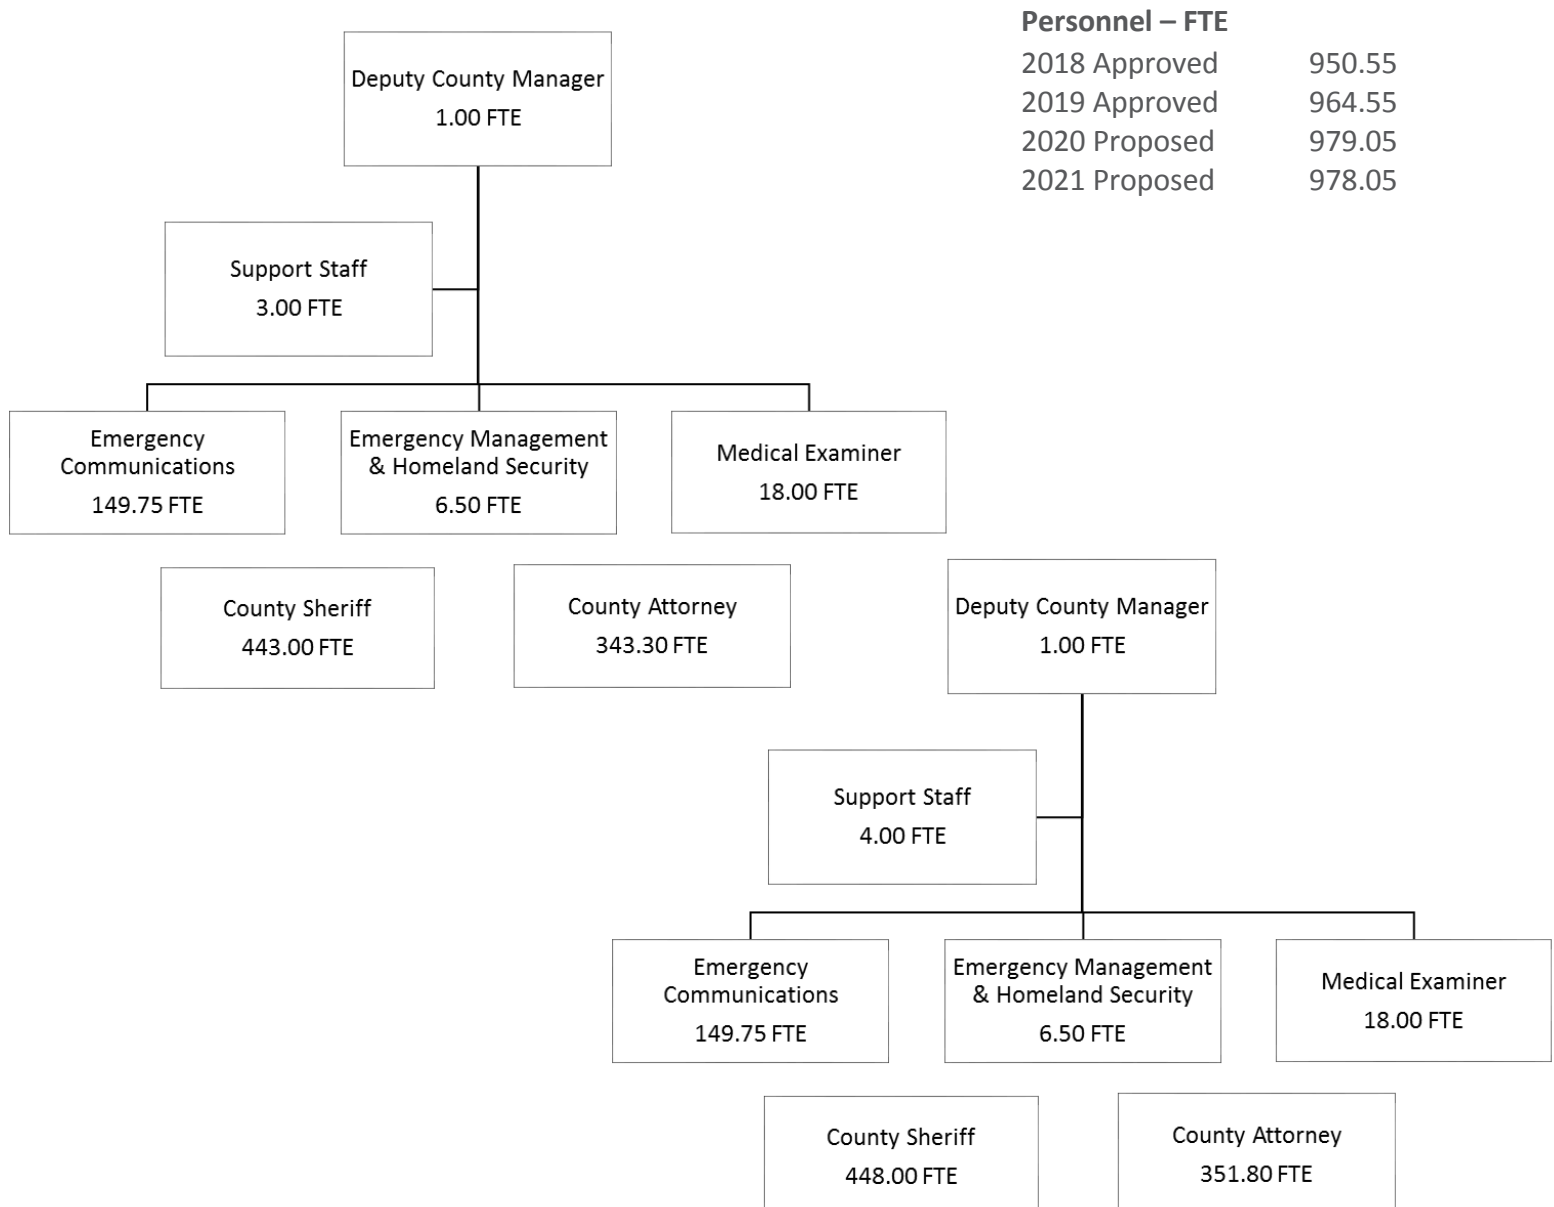 Personnel – FTE
2018 Approved 950.55
2019 Approved 964.55
2020 Proposed 979.05
2021 Proposed 978.05
Deputy County Manager
1.00 FTE
Support Staff
3.00 FTE
Emergency
Communications
149.75 FTE
Emergency Management
& Homeland Security
6.50 FTE
Medical Examiner
18.00 FTE
County Sheriff
443.00 FTE
County Attorney
343.30 FTE
Deputy County Manager
1.00 FTE
Support Staff
4.00 FTE
Emergency
Communications
149.75 FTE
Emergency Management
& Homeland Security
6.50 FTE
Medical Examiner
18.00 FTE
County Sheriff
448.00 FTE
County Attorney
351.80 FTE